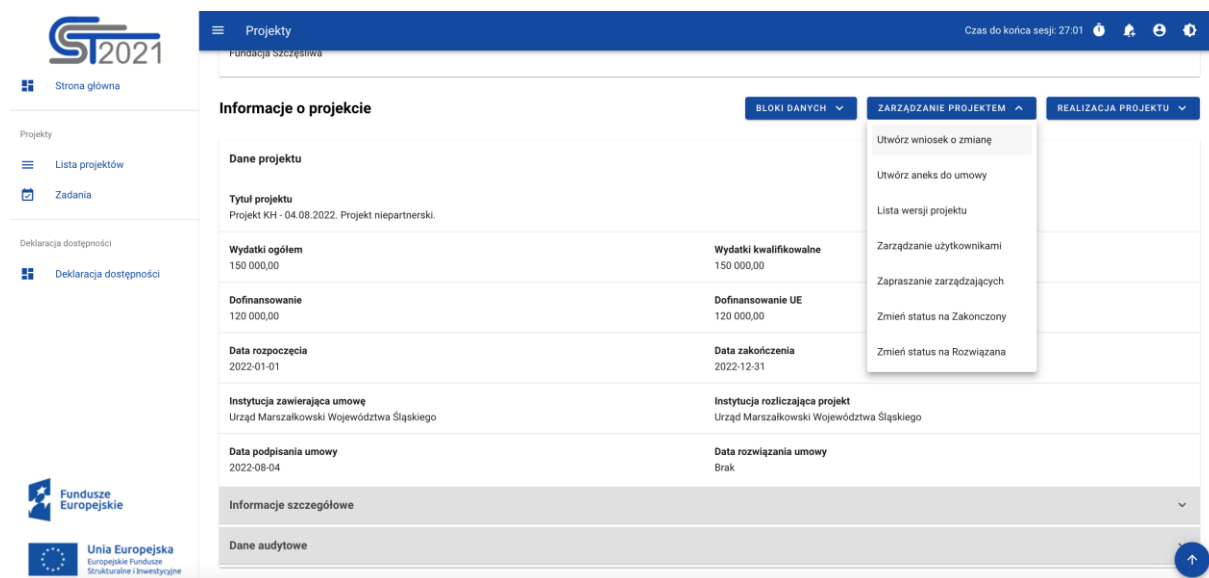 CST2021
Strona główna
Projekty
Lista projektów
Zadania
Deklaracja dostępności
Deklaracja dostępności
Fundusze
Europejskie
Unia Europejska
Europejskie Fundusze
Strukturalne i Inwestycyjne
Projekty
Czas do końca sesji: 27:01
Fundacja Szczęśliwa
Informacje o projekcie
BLOKI DANYCH
ZARZĄDZANIE PROJEKTEM
REALIZACJA PROJEKTU
Utwórz wniosek o zmianę
Utwórz aneks do umowy
Lista wersji projektu
Zarządzanie użytkownikami
Zapraszanie zarządzających
Zmień status na Zakonczony
Zmień status na Rozwiązana
Dane projektu
Tytuł projektu
Projekt KH - 04.08.2022. Projekt niepartnerski.
Wydatki ogółem
150 000,00
Wydatki kwalifikowalne
150 000,00
Dofinansowanie
120 000,00
Dofinansowanie UE
120 000,00
Data rozpoczęcia
2022-01-01
Data zakończenia
2022-12-31
Instytucja zawierająca umowę
Urząd Marszałkowski Województwa Śląskiego
Instytucja rozliczająca projekt
Urząd Marszałkowski Województwa Śląskiego
Data podpisania umowy
2022-08-04
Data rozwiązania umowy
Brak
Informacje szczegółowe
Dane audytowe